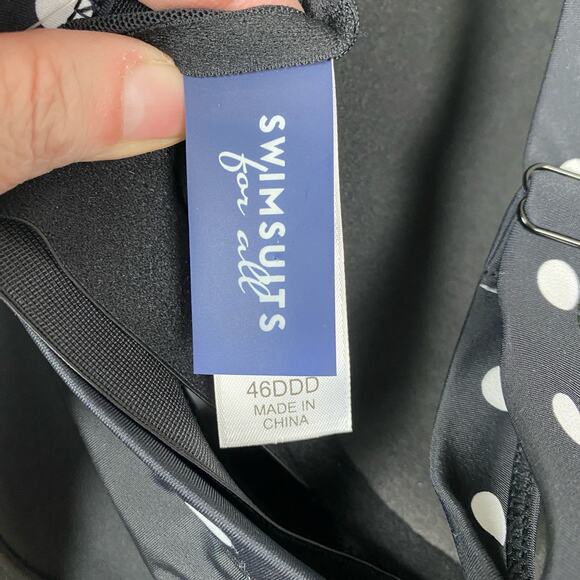 SWIMSUITS
for all
46DDD
MADE IN
CHINA